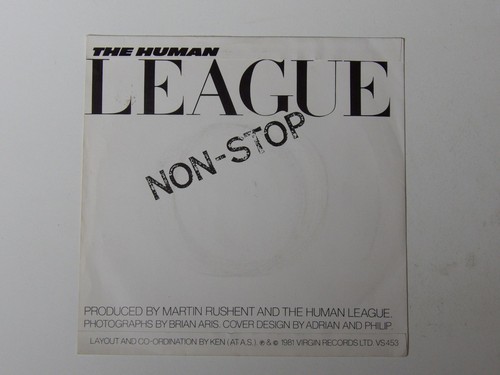 THE HUMAN
LEAGUE
NON-STOP
PRODUCED BY MARTIN RUSHENT AND THE HUMAN LEAGUE.
PHOTOGRAPHS BY BRIAN ARIS. COVER DESIGN BY ADRIAN AND PHILIP.
LAYOUT AND CO-ORDINATION BY KEN (AT A.S.). ℗ & © 1981 VIRGIN RECORDS LTD. VS453